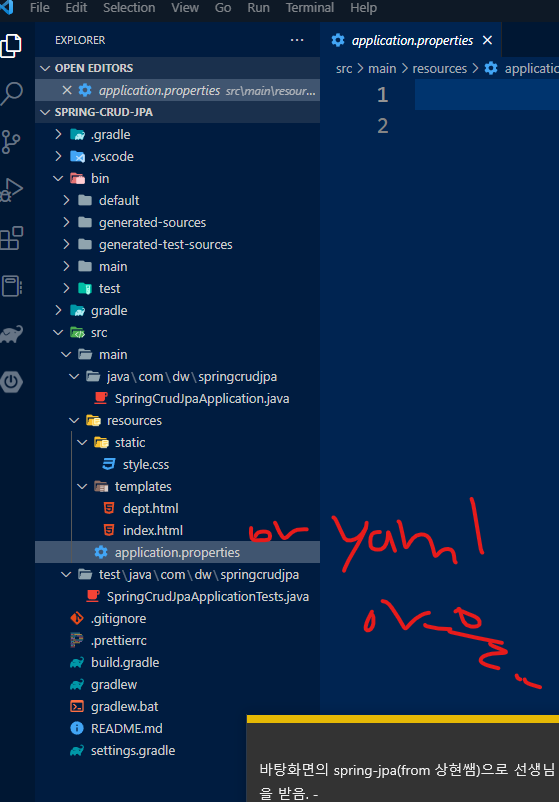 File Edit Selection View Go Run Terminal Help
EXPLORER
OPEN EDITORS
application.properties src\main\resour...
SPRING-CRUD-JPA
.gradle
.vscode
bin
default
generated-sources
generated-test-sources
main
test
gradle
src
main
java\com\dw\springcrudjpa
SpringCrudJpaApplication.java
resources
static
style.css
templates
dept.html
index.html
application.properties
test\java\com\dw\springcrudjpa
SpringCrudJpaApplicationTests.java
.gitignore
.prettierrc
build.gradle
gradlew
gradlew.bat
README.md
settings.gradle
application.properties
src > main > resources > applicatio
1
2
or yaml
바탕화면의 spring-jpa(from 상현쌤)으로 선생님
을 받음. -